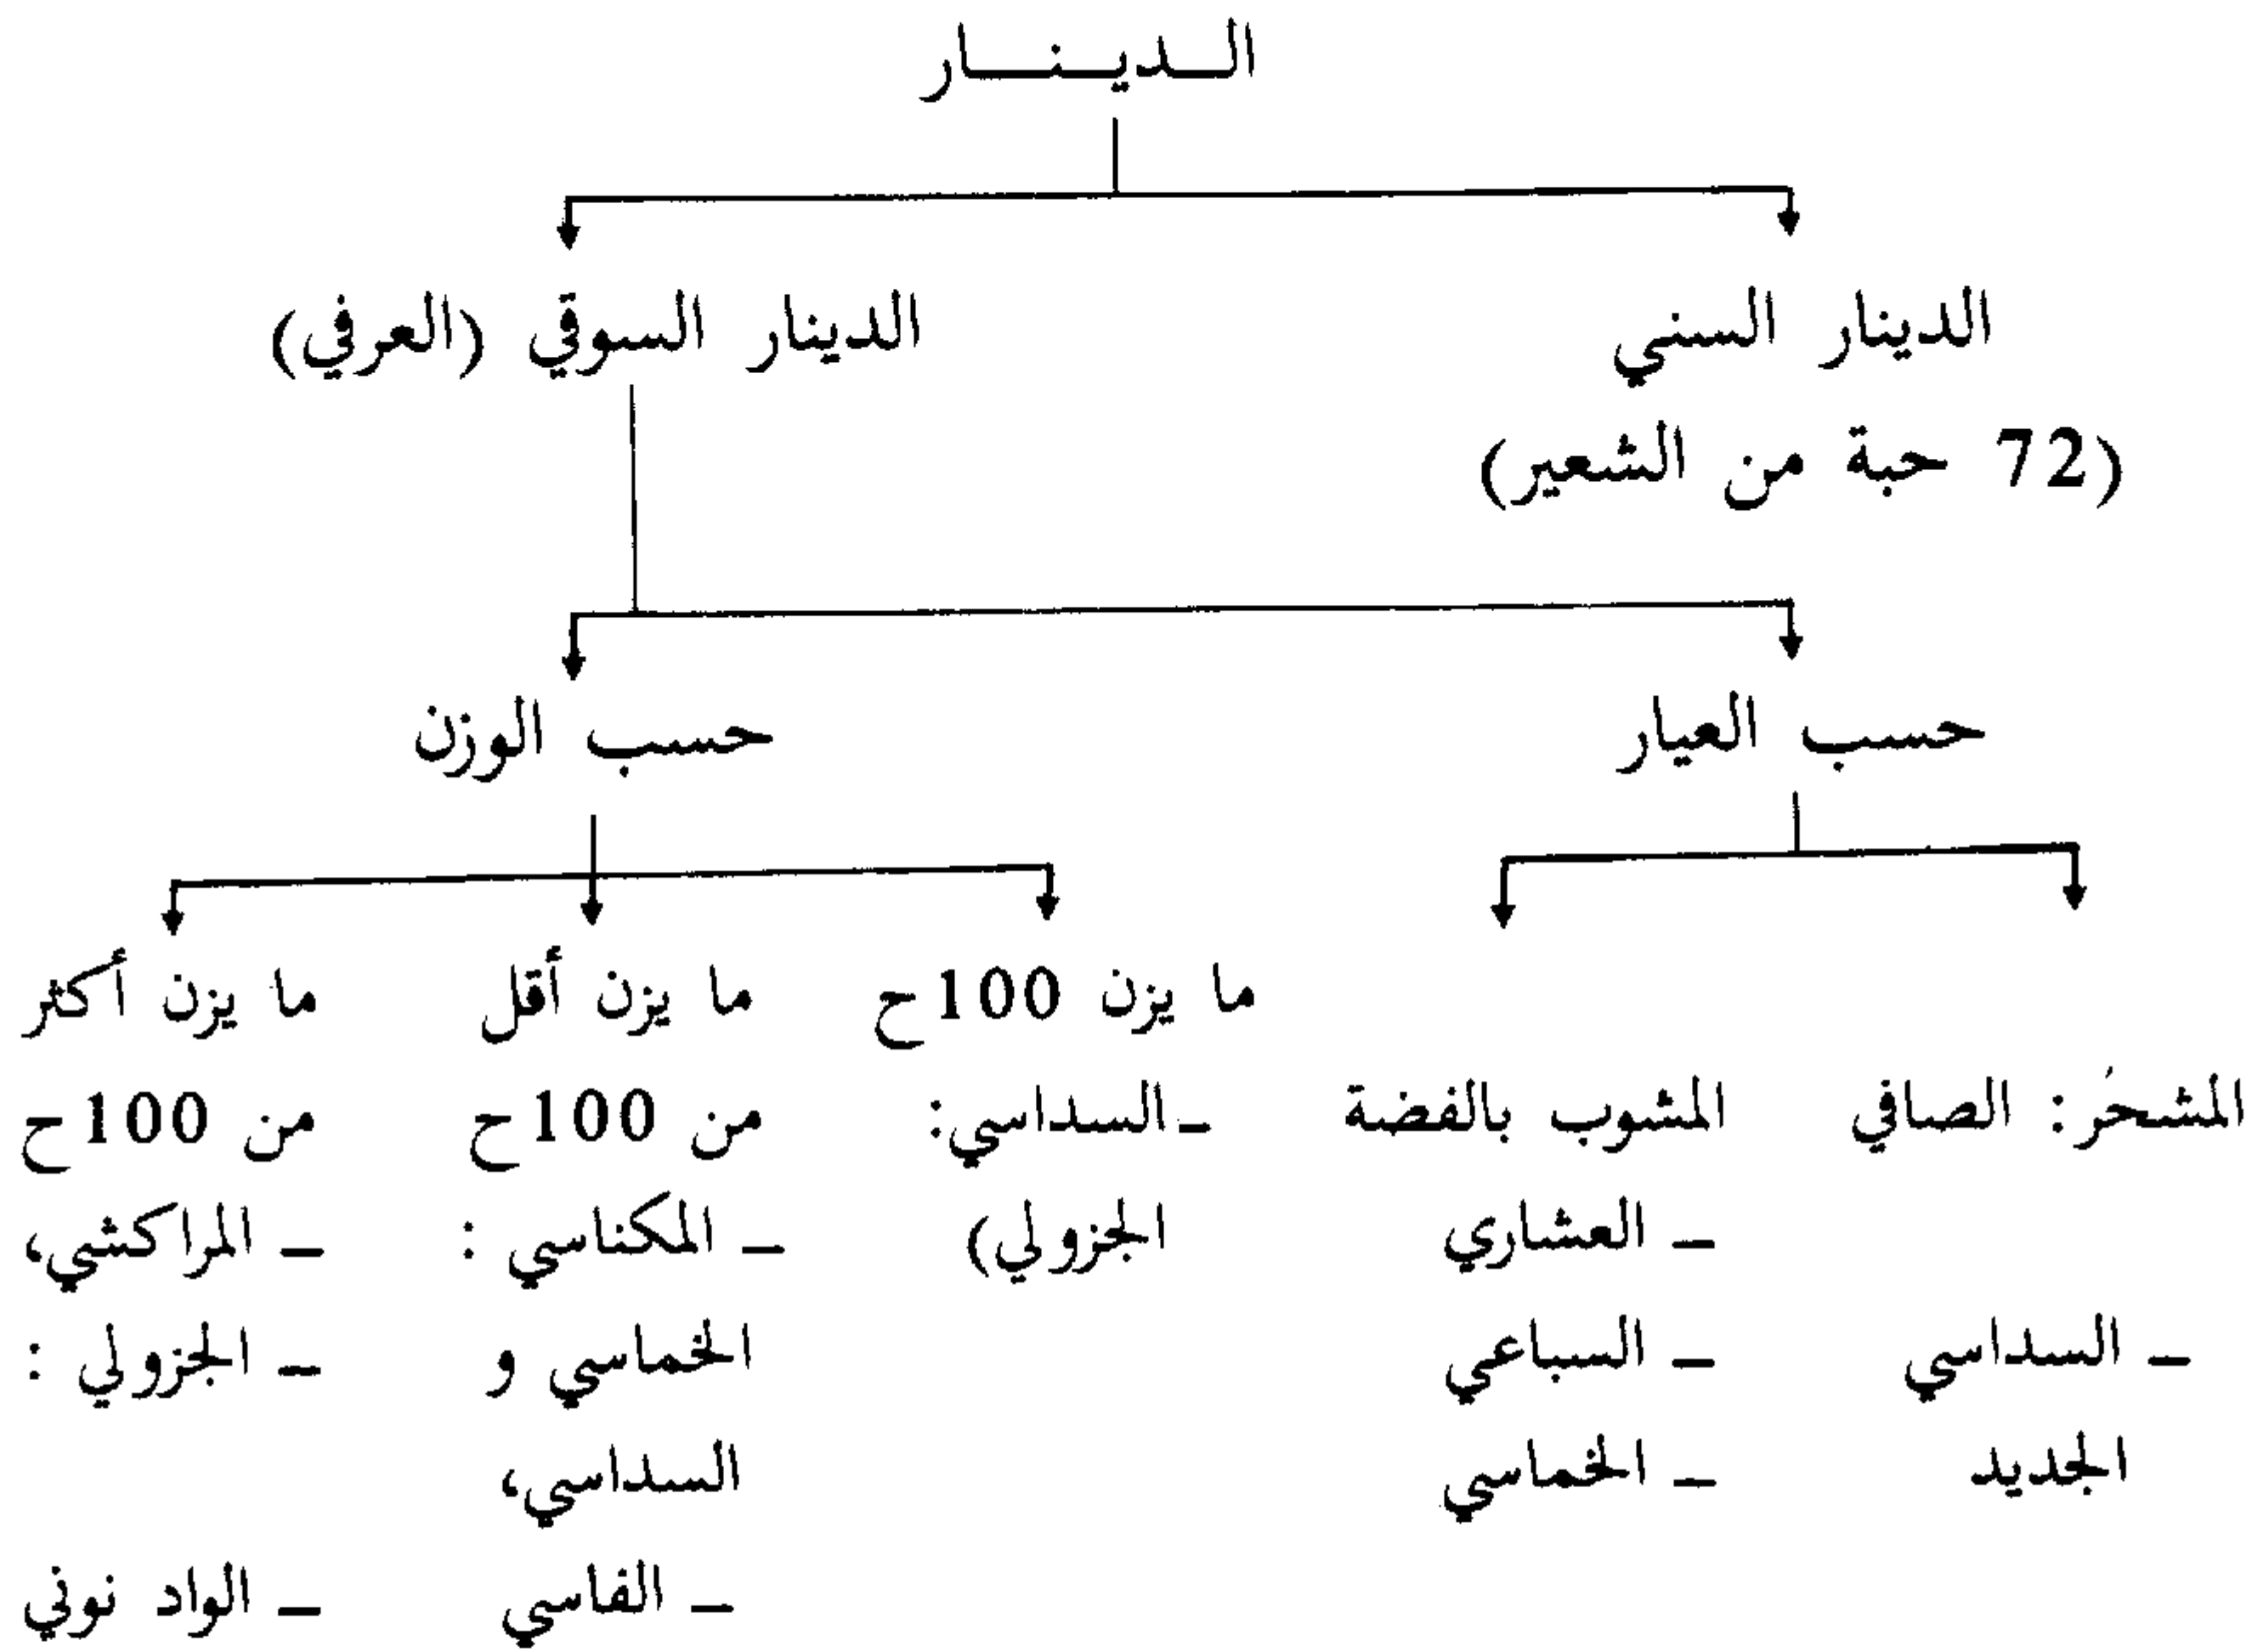 الدينار
الدينار السني
(72 حبة من الشعير)
الدينار السوقي (العرفي)
حسب العيار
حسب الوزن
المشحُر: الصافي
ـ السداسي
الجديد
المشوب بالفضة
ـ العشاري
ـ السباعي
ـ الخماسي
ما يزن 100ح
ـ السداسي:
الجزولي)
ما يزن أقل
من 100ح
ـ المكناسي :
الخماسي و
السداسي،
ـ الفاسي
ما يزن أكثر
من 100ح
ـ المراكشي،
ـ الجزولي :
ـ الواد نوني